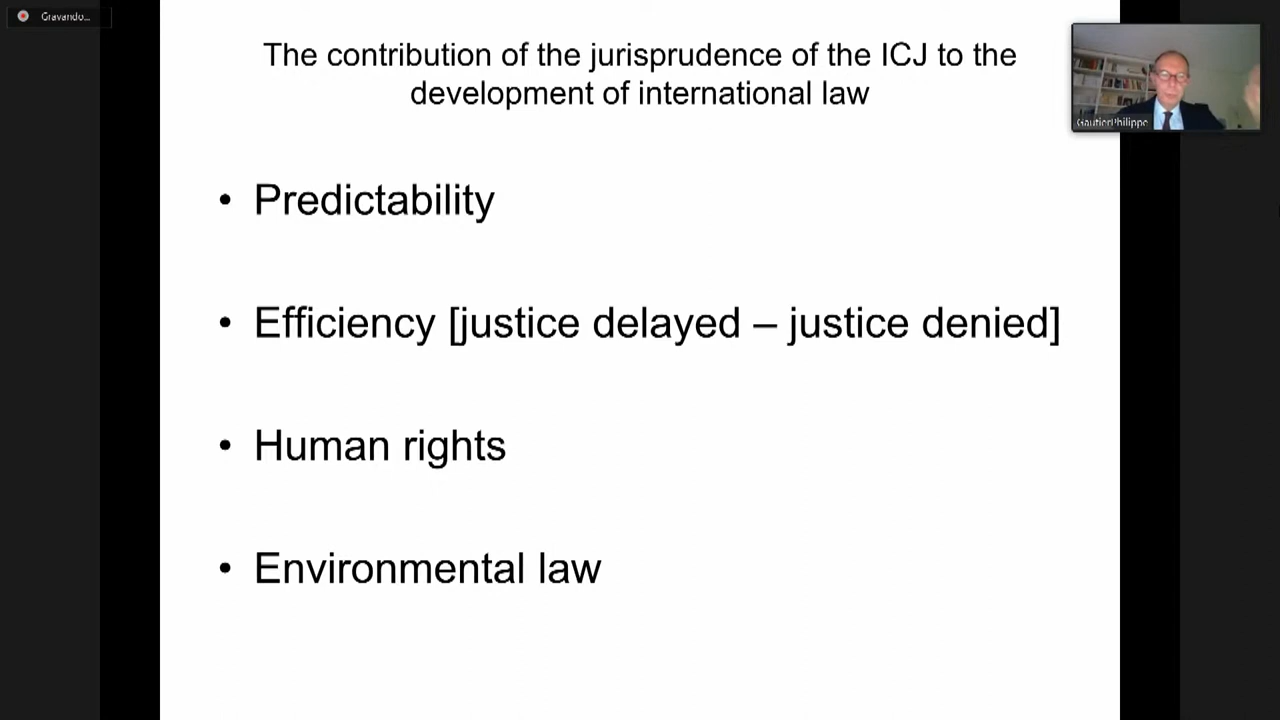 Gravando...
The contribution of the jurisprudence of the ICJ to the
development of international law
GautierPhilippe
• Predictability
• Efficiency [justice delayed – justice denied]
• Human rights
• Environmental law